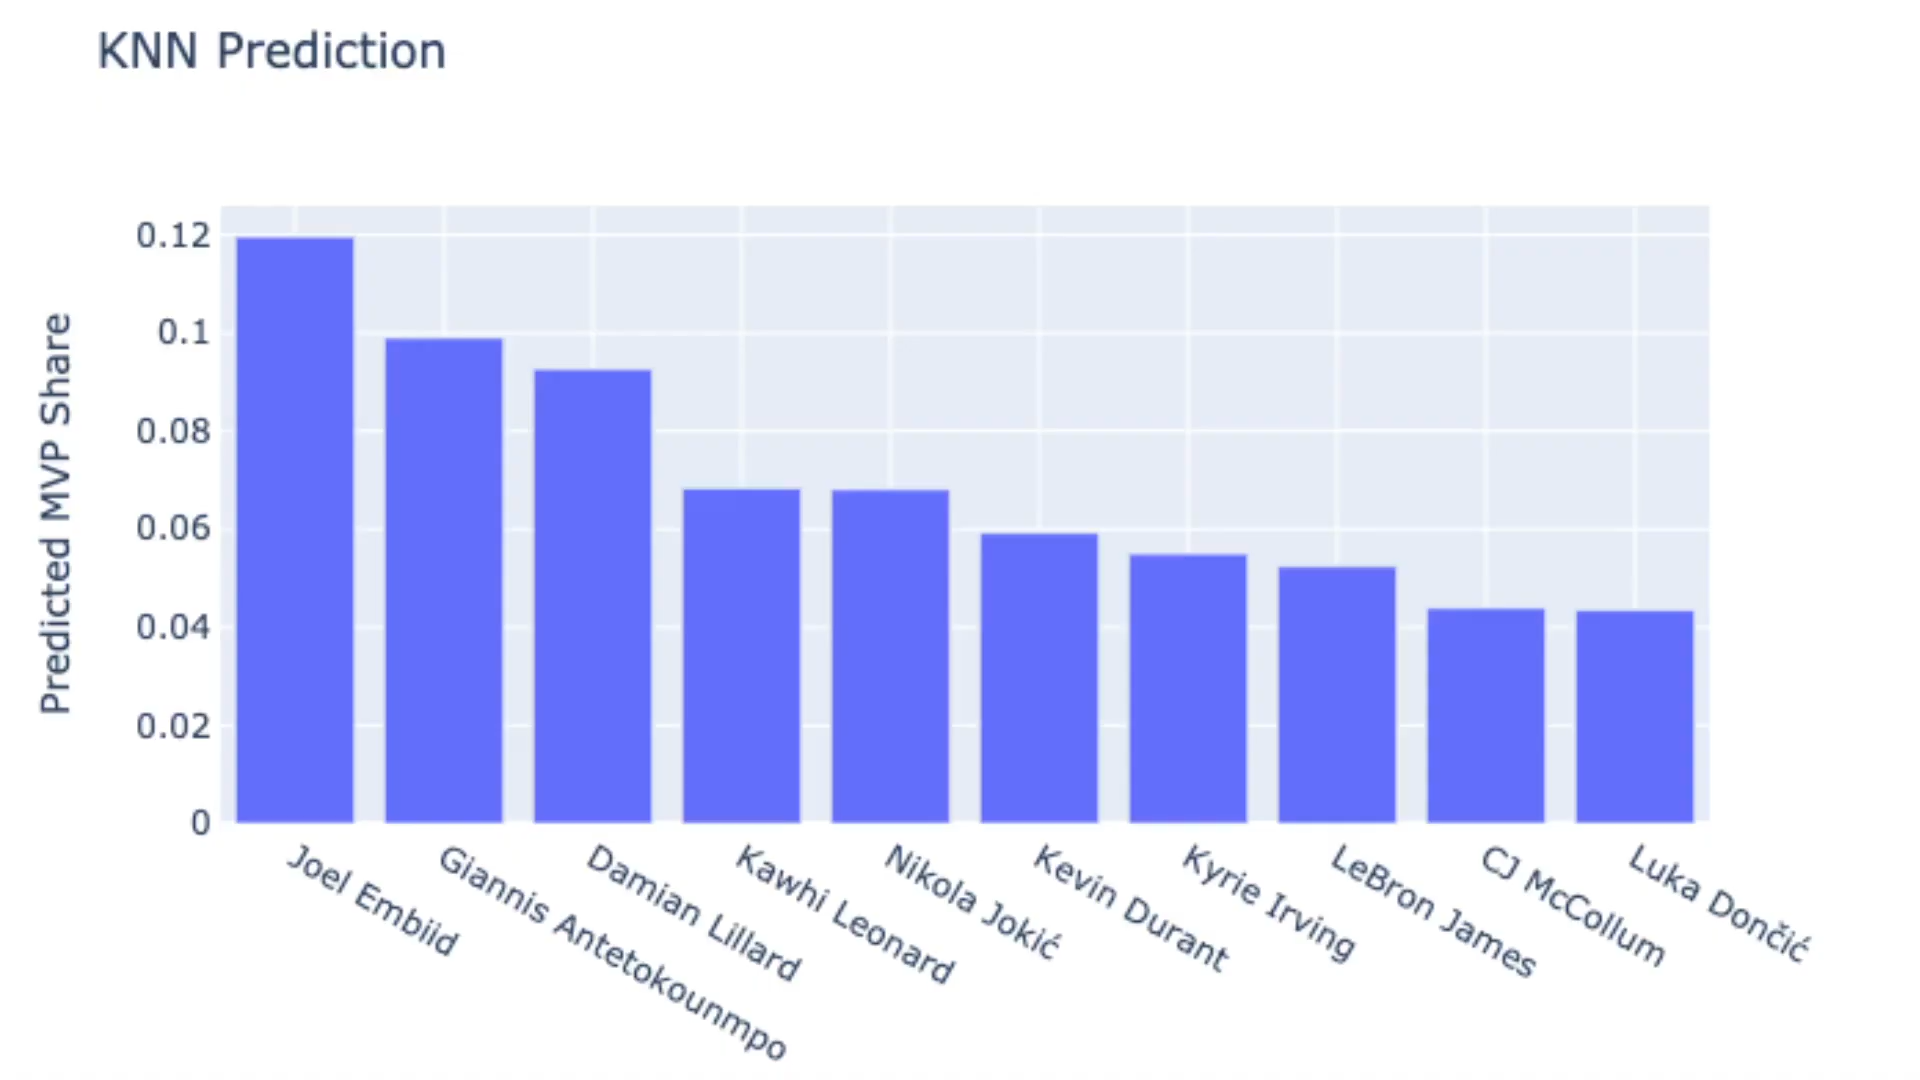 KNN Prediction
Predicted MVP Share
0.12
0.1
0.08
0.06
0.04
0.02
0
Joel Embiid
Giannis Antetokounmpo
Damian Lillard
Kawhi Leonard
Nikola Jokić
Kevin Durant
Kyrie Irving
LeBron James
CJ McCollum
Luka Dončić